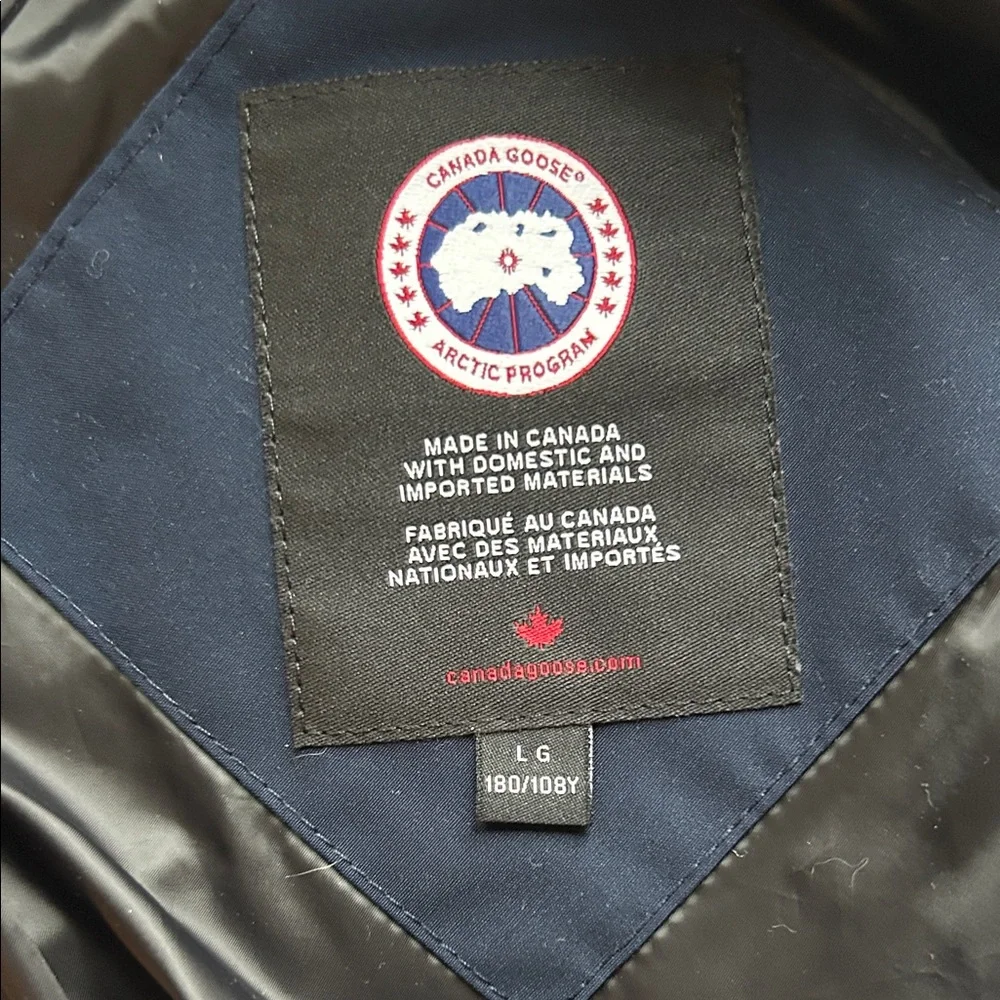 CANADA GOOSE®
ARCTIC PROGRAM
MADE IN CANADA
WITH DOMESTIC AND
IMPORTED MATERIALS
FABRIQUÉ AU CANADA
AVEC DES MATERIAUX
NATIONAUX ET IMPORTÉS
canadagoose.com
LG
180/108Y